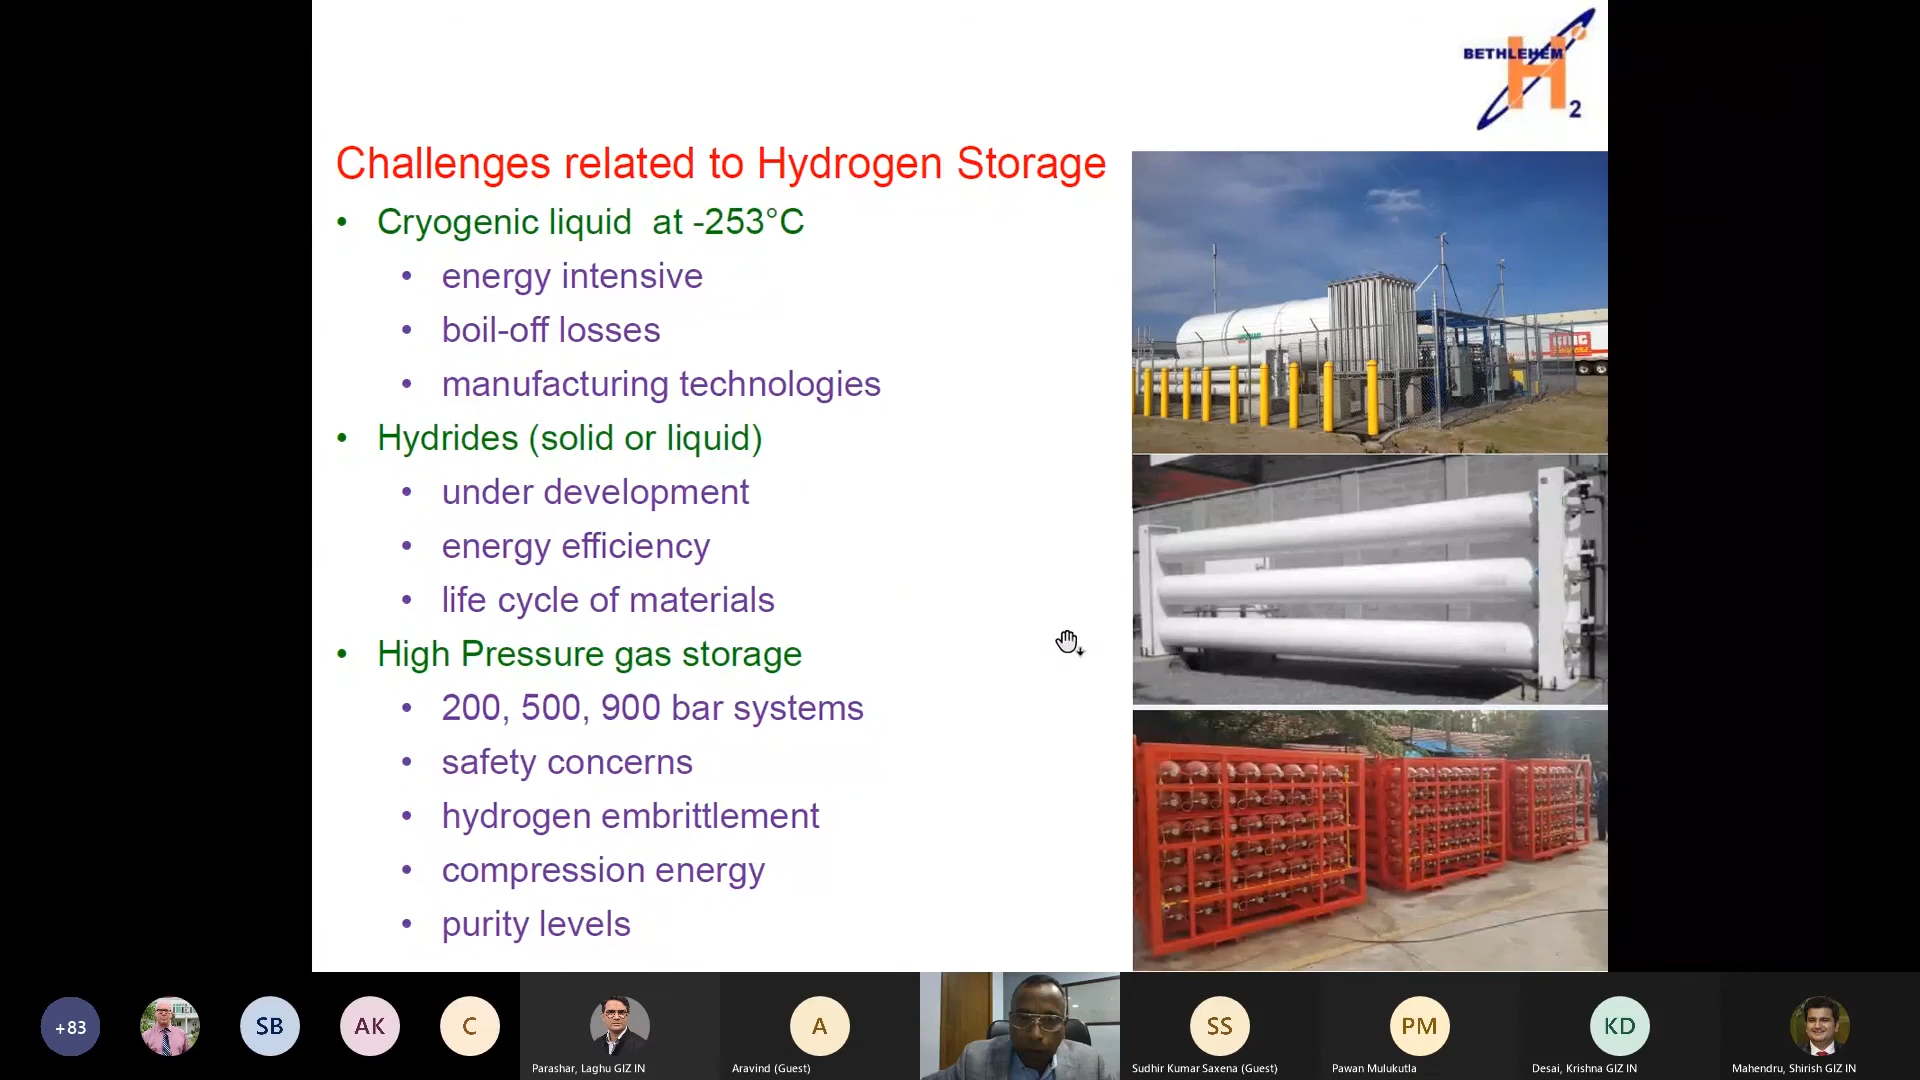 BETHLEHEM
H
2
Challenges related to Hydrogen Storage
• Cryogenic liquid at -253°C
• energy intensive
• boil-off losses
• manufacturing technologies
• Hydrides (solid or liquid)
• under development
• energy efficiency
• life cycle of materials
• High Pressure gas storage
• 200, 500, 900 bar systems
• safety concerns
• hydrogen embrittlement
• compression energy
• purity levels
+83
SB
AK
C
A
SS
PM
KD
Parashar, Laghu GIZ IN
Aravind (Guest)
Sudhir Kumar Saxena (Guest)
Pawan Mulukutla
Desai, Krishna GIZ IN
Mahendru, Shirish GIZ IN